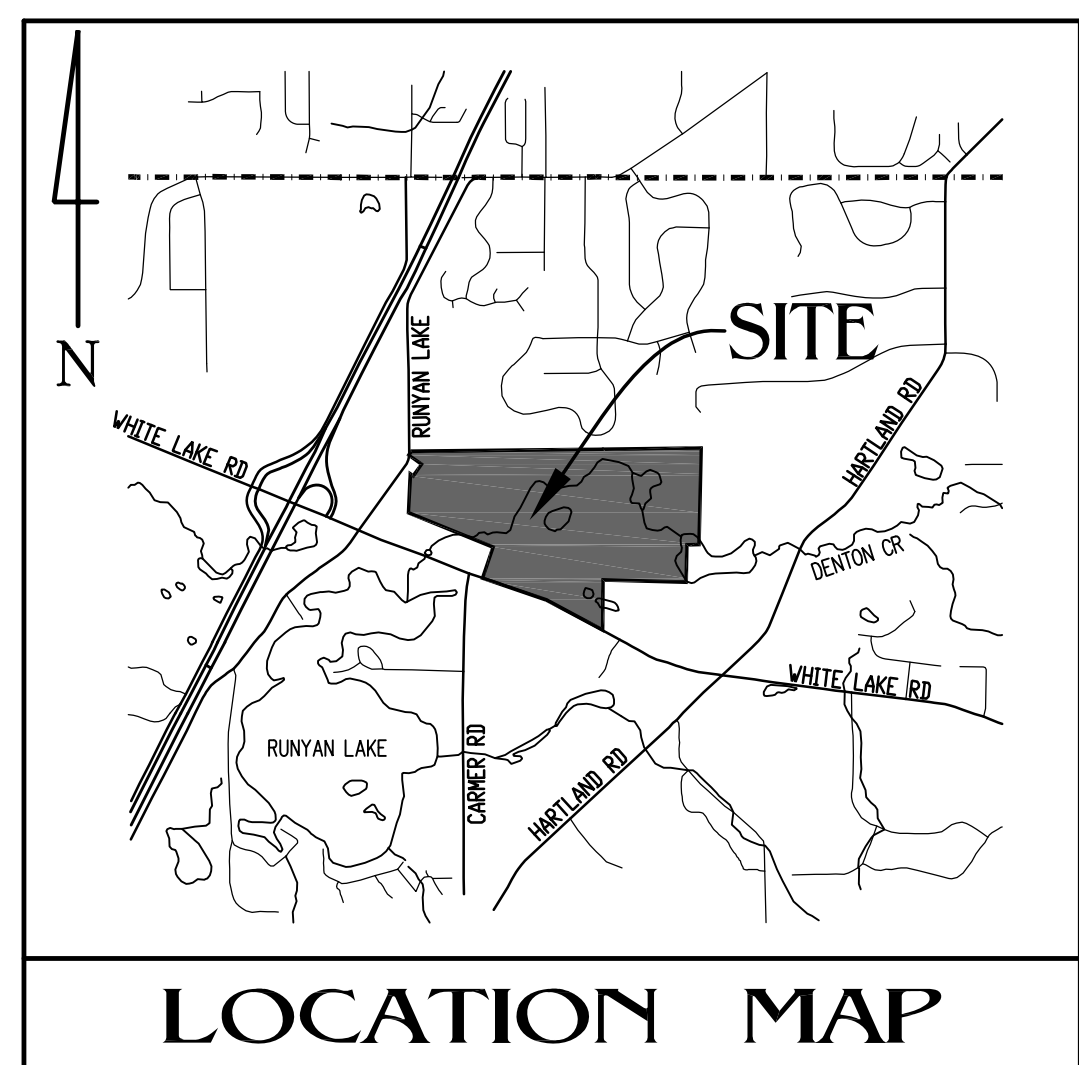 N
SITE
RUNYAN LAKE
HARTLAND RD
WHITE LAKE RD
DENTON CR
WHITE LAKE RD
RUNYAN LAKE
CARMER RD
HARTLAND RD
LOCATION MAP